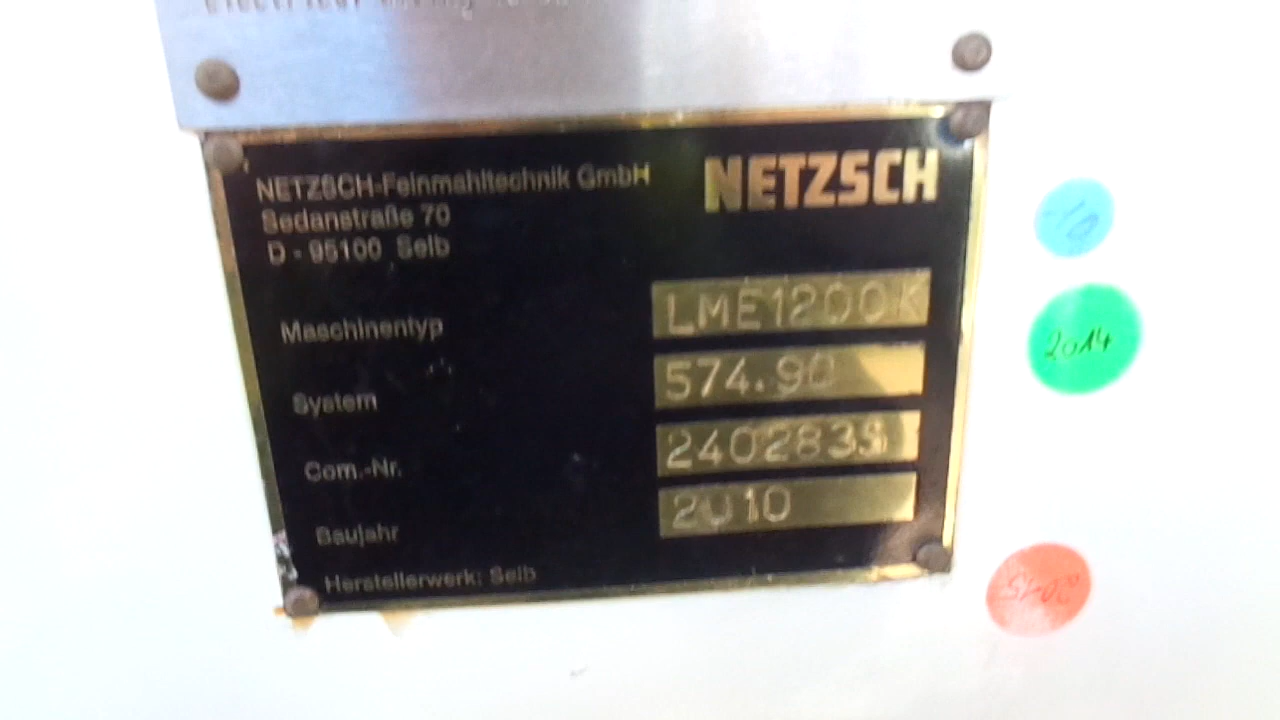 NETZSCH-Feinmahltechnik GmbH
NETZSCH
Sedanstraße 70
D - 95100 Selb
Maschinentyp LME1200K
System 574.90
Com.-Nr.
Baujahr 2010
Herstellerwerk: Selb
2014